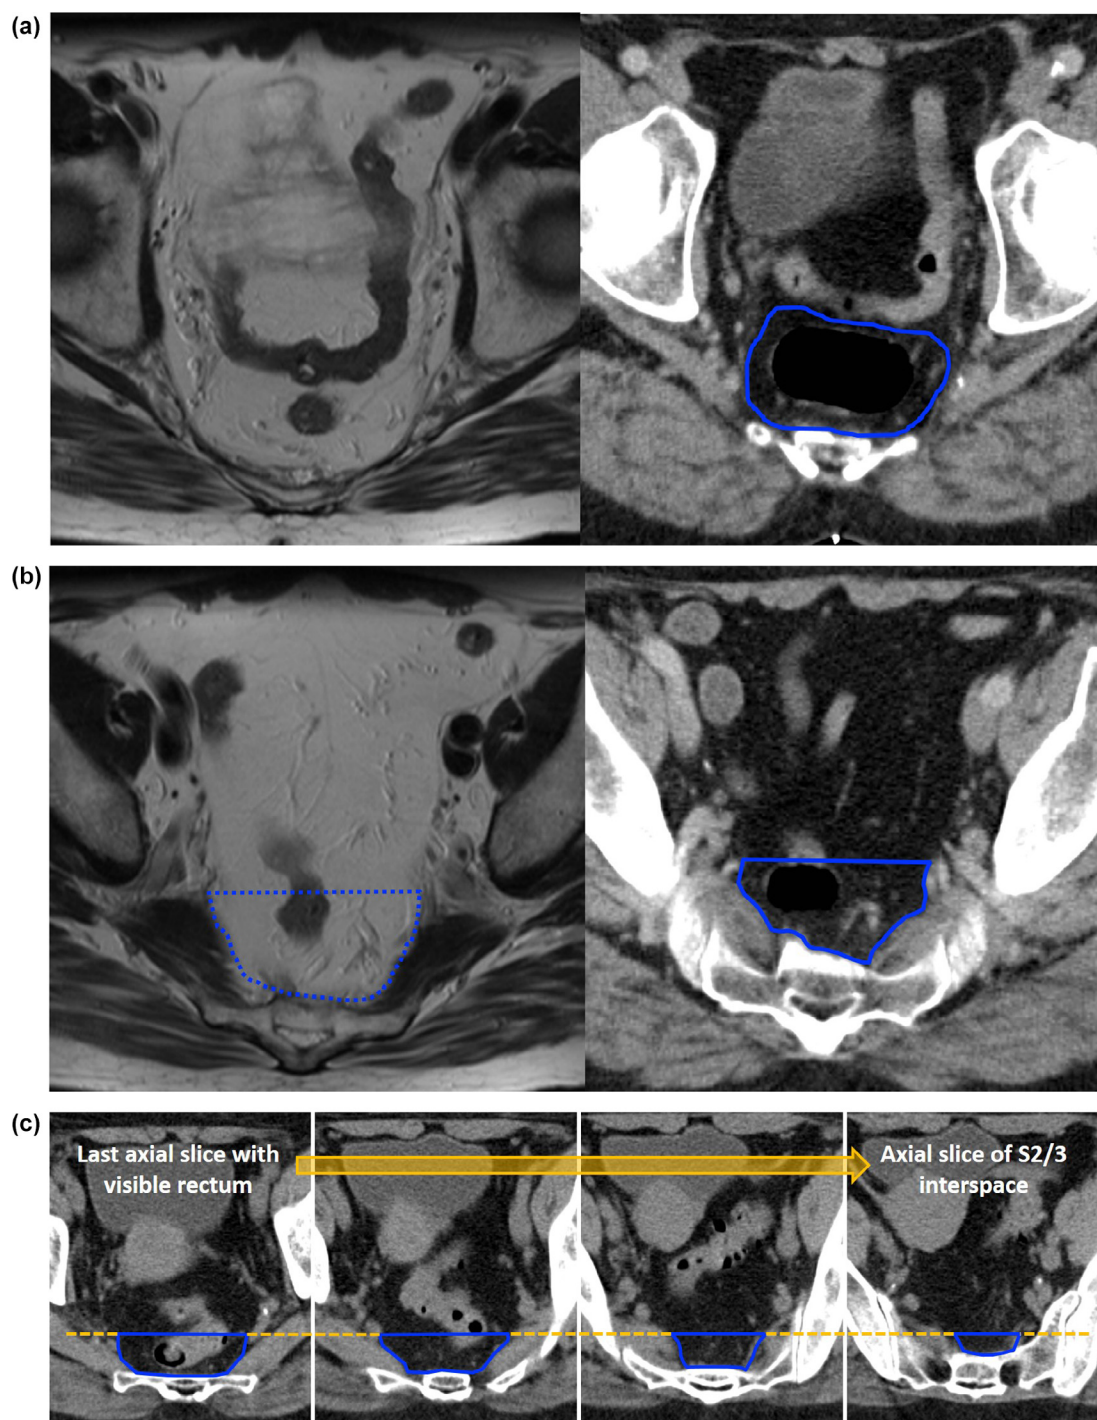 (a)
(b)
(c)
Last axial slice with
visible rectum
Axial slice of S2/3
interspace